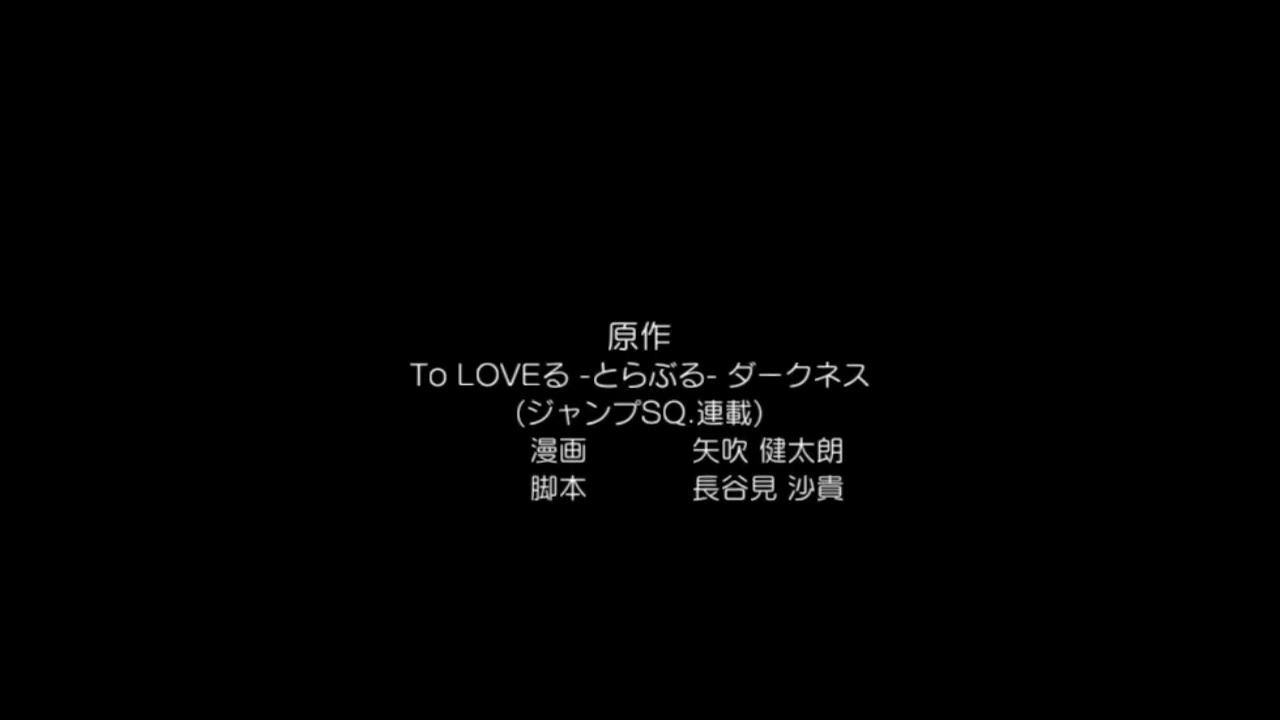 原作
To LOVEる -とらぶる- ダークネス
(ジャンプSQ.連載)
漫画 矢吹 健太朗
脚本 長谷見 沙貴